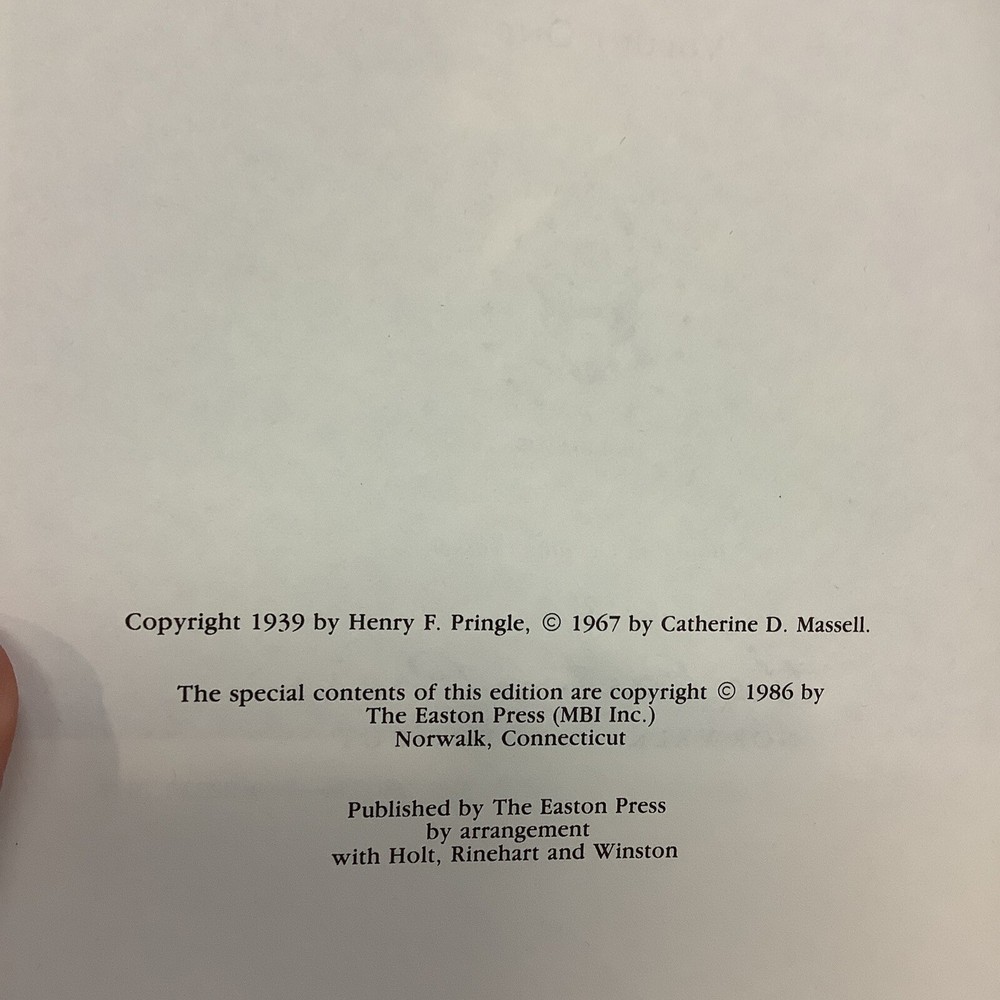 Copyright 1939 by Henry F. Pringle, © 1967 by Catherine D. Massell.
The special contents of this edition are copyright © 1986 by
The Easton Press (MBI Inc.)
Norwalk, Connecticut
Published by The Easton Press
by arrangement
with Holt, Rinehart and Winston